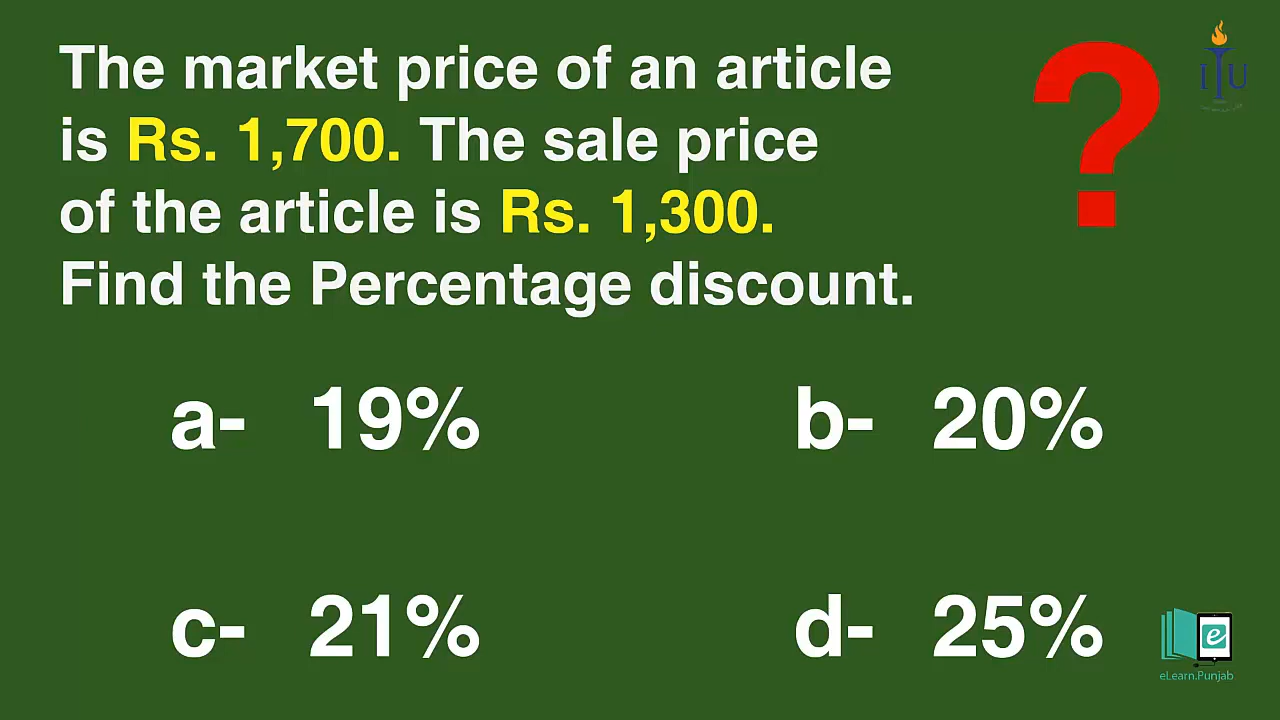 The market price of an article
is Rs. 1,700. The sale price
of the article is Rs. 1,300.
Find the Percentage discount.
?
ITU
a- 19%
b- 20%
c- 21%
d- 25%
e
eLearn.Punjab